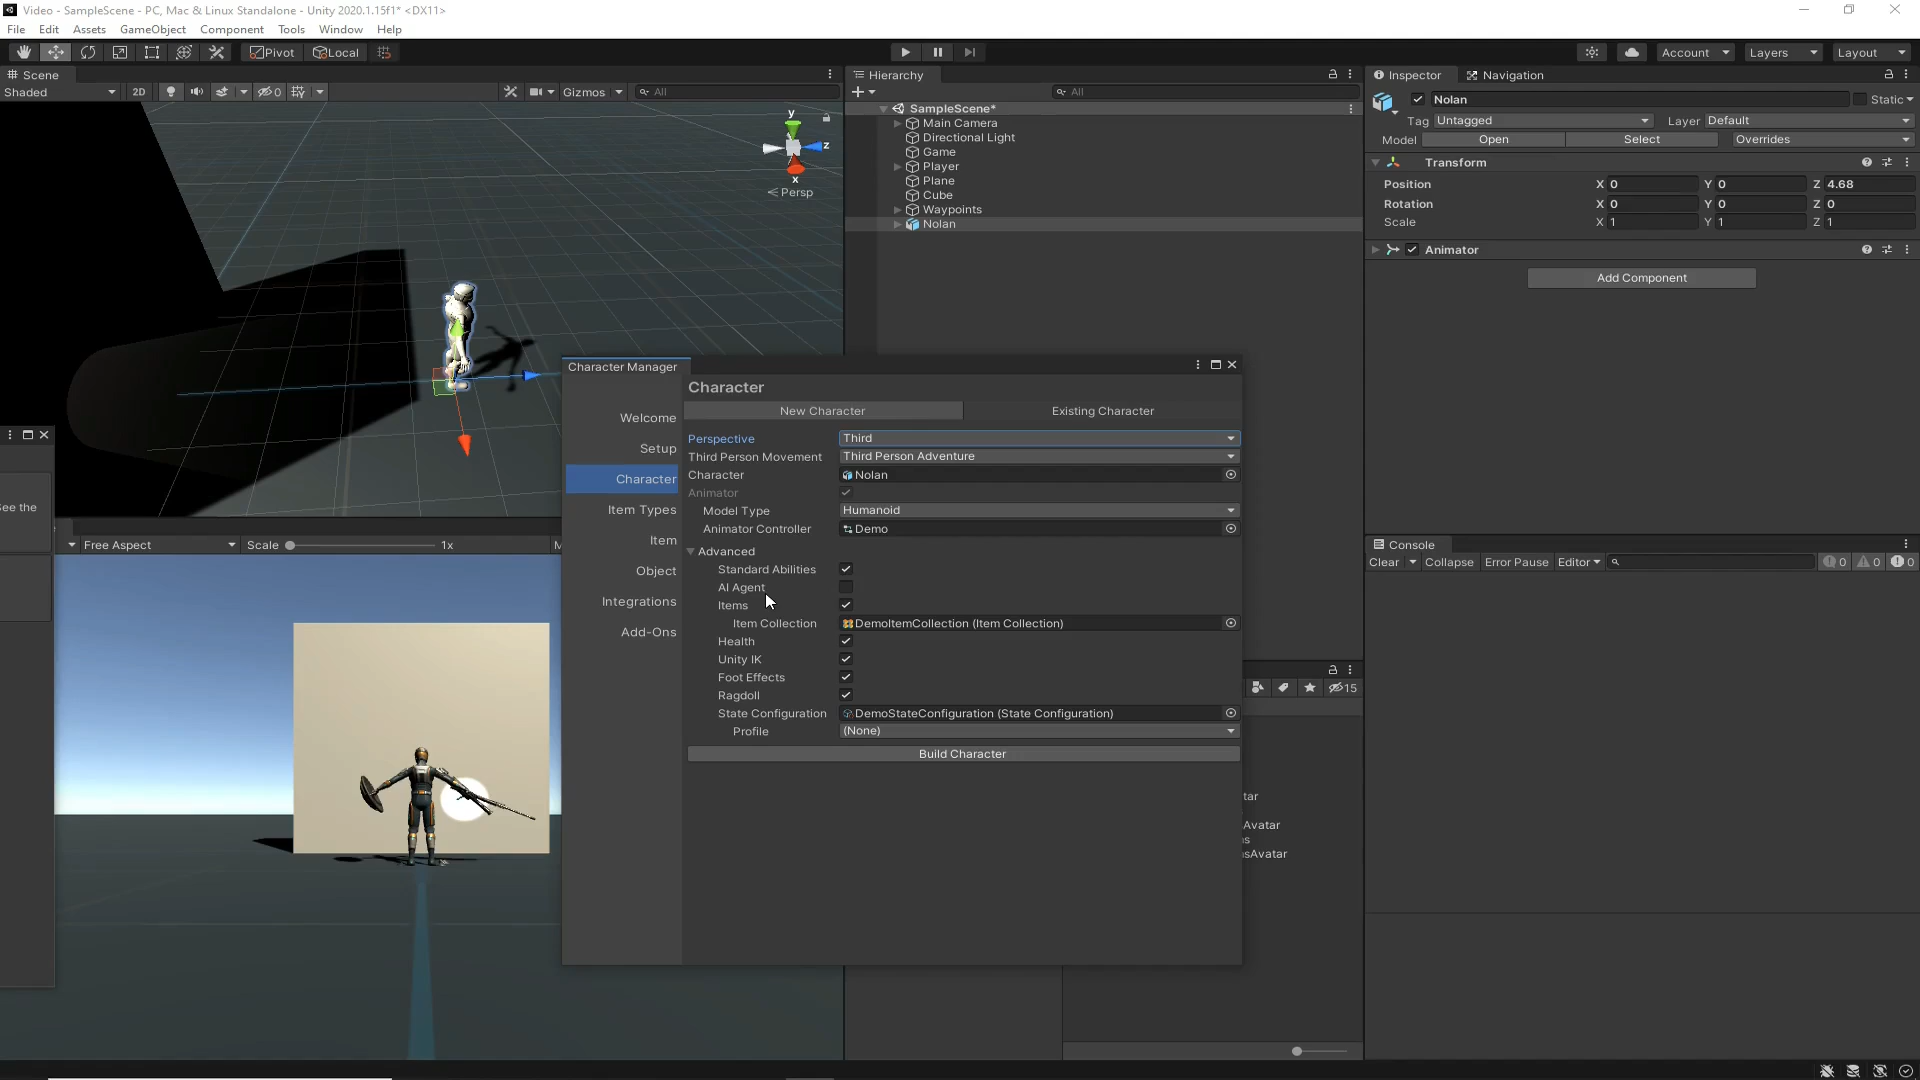 Video - SampleScene - PC, Mac & Linux Standalone - Unity 2020.1.15f1* <DX11>
File Edit Assets GameObject Component Tools Window Help
Pivot Local
Account Layers Layout
Scene
Shaded 2D 0 Gizmos All
y
z
x
Persp
Hierarchy
All
SampleScene*
Main Camera
Directional Light
Game
Player
Plane
Cube
Waypoints
Nolan
Inspector Navigation
Nolan Static
Tag Untagged Layer Default
Model Open Select Overrides
Transform
Position X 0 Y 0 Z 4.68
Rotation X 0 Y 0 Z 0
Scale X 1 Y 1 Z 1
Animator
Add Component
Console
Clear Collapse Error Pause Editor 0 0 0
ee the
Free Aspect Scale 1x
Character Manager
Welcome
Setup
Character
Item Types
Item
Object
Integrations
Add-Ons
Character
New Character Existing Character
Perspective Third
Third Person Movement Third Person Adventure
Character Nolan
Animator
Model Type Humanoid
Animator Controller Demo
Advanced
Standard Abilities
AI Agent
Items
Item Collection DemoItemCollection (Item Collection)
Health
Unity IK
Foot Effects
Ragdoll
State Configuration DemoStateConfiguration (State Configuration)
Profile (None)
Build Character
15
tar
Avatar
s
sAvatar